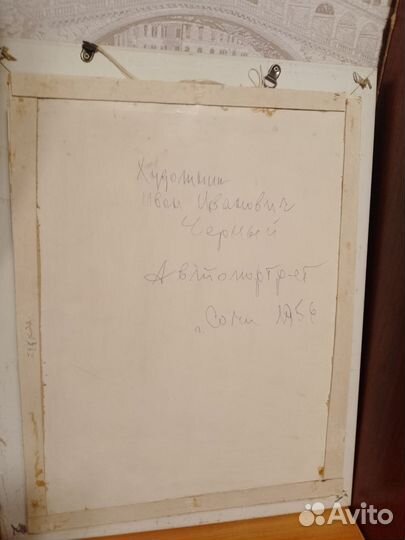 Художник
Иван Иванович
Черный
Автопортрет
г. Сочи 1956
Avito